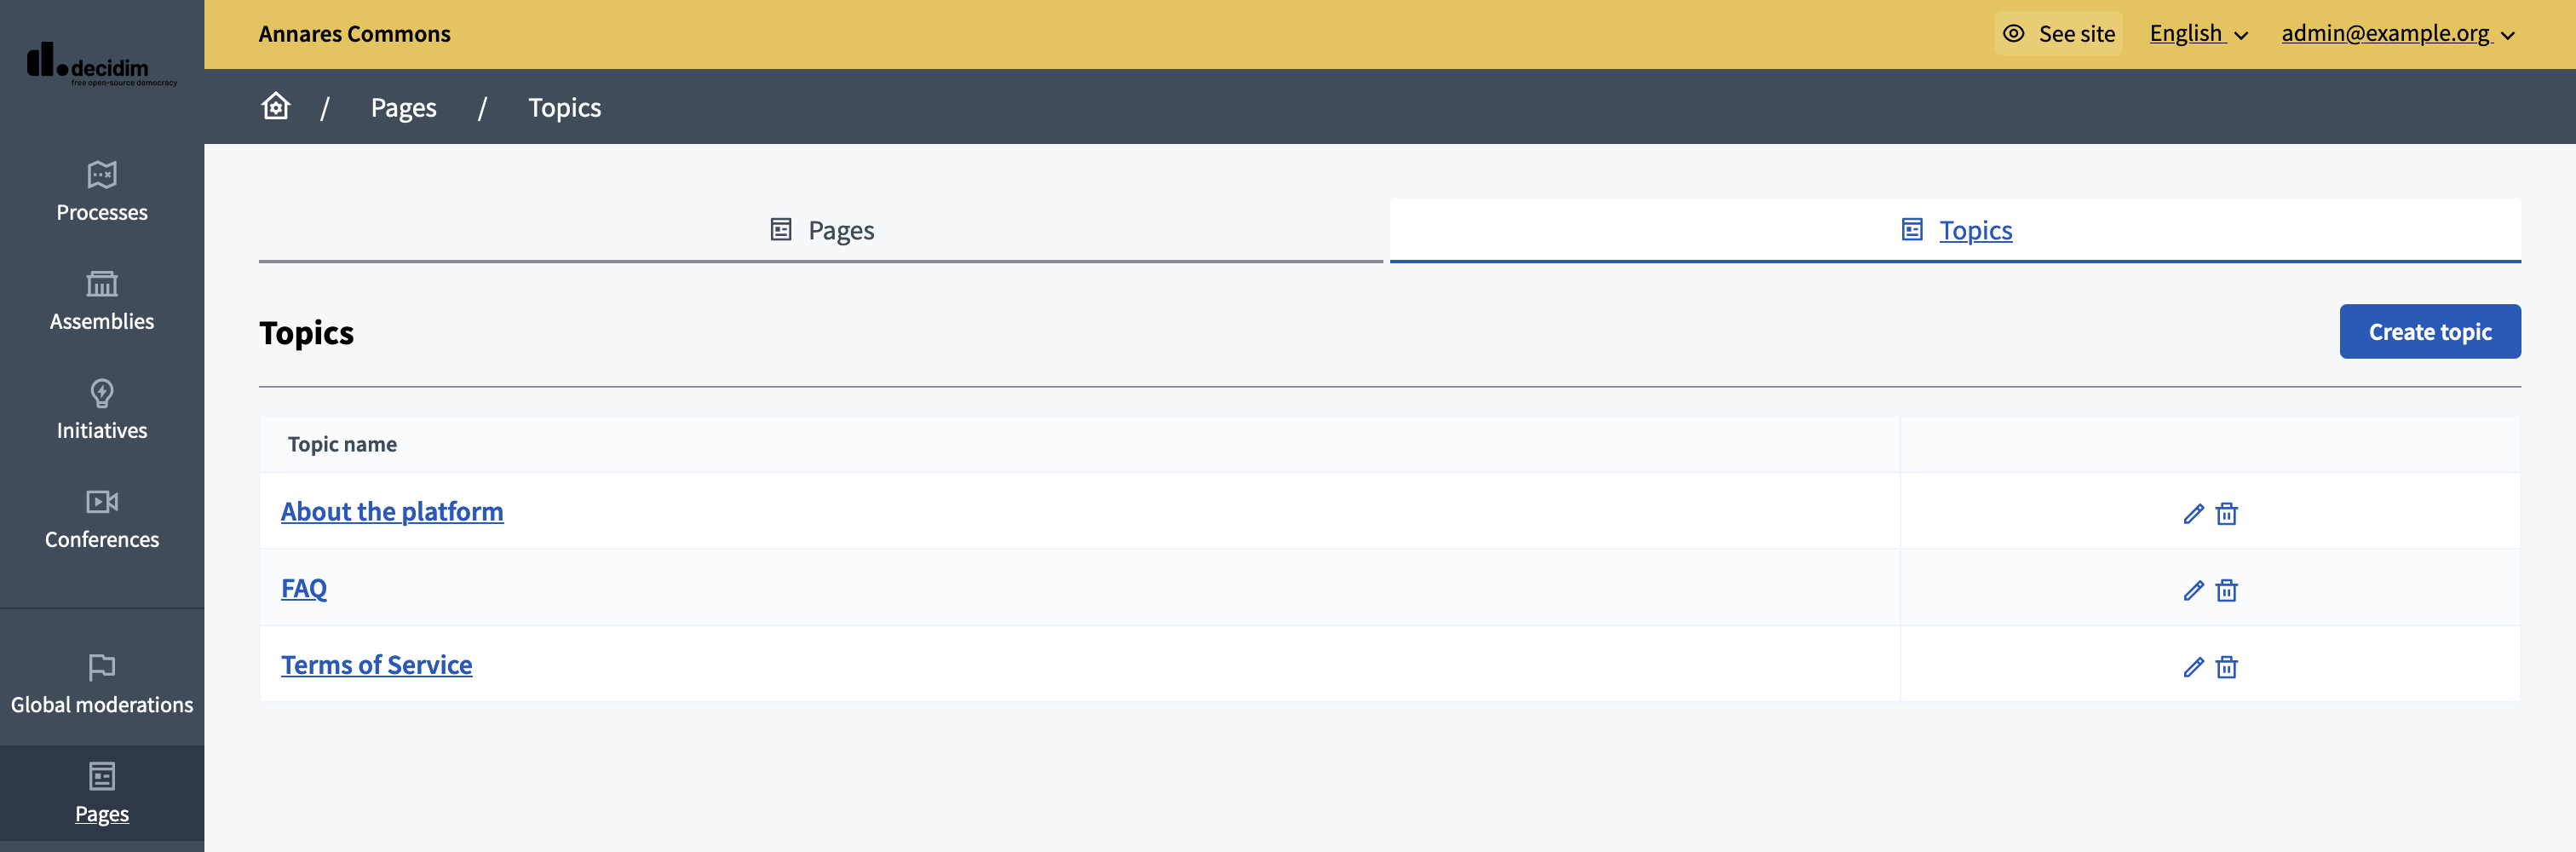 decidim
free open-source democracy
Annares Commons
See site
English
admin@example.org
/ Pages / Topics
Processes
Assemblies
Initiatives
Conferences
Global moderations
Pages
Pages
Topics
Topics
Create topic
Topic name
About the platform
FAQ
Terms of Service